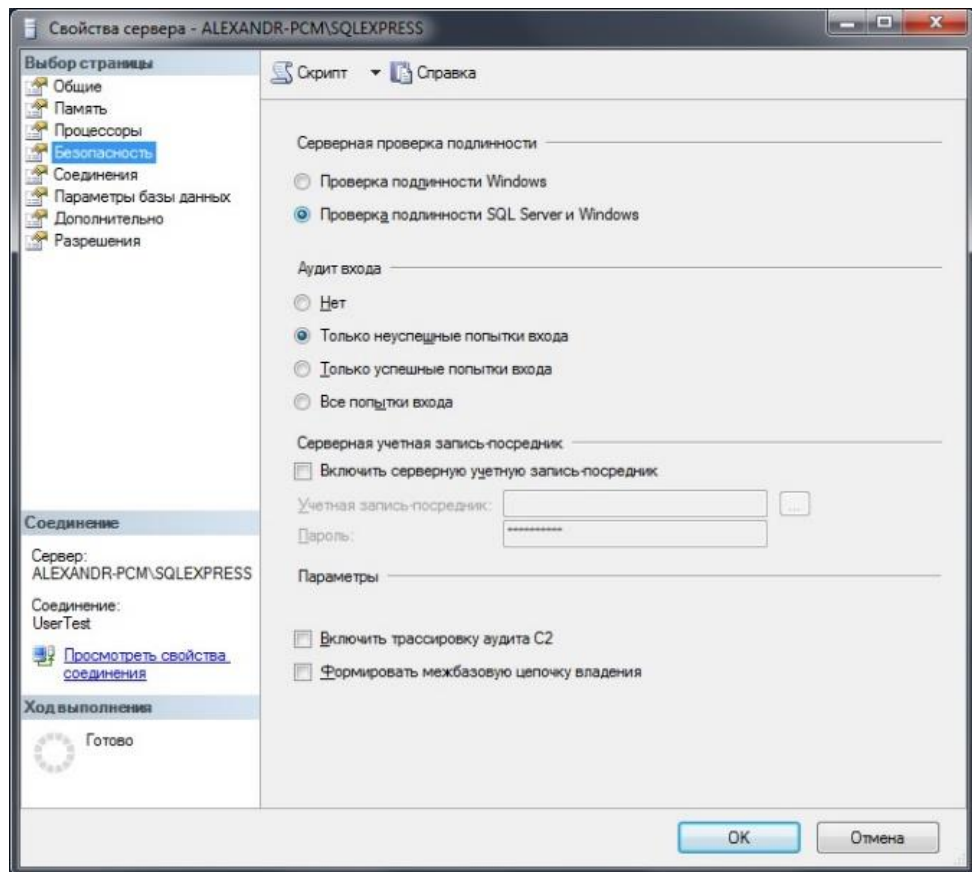 Свойства сервера - ALEXANDR-PCM\SQLEXPRESS
Выбор страницы
Общие
Память
Процессоры
Безопасность
Соединения
Параметры базы данных
Дополнительно
Разрешения
Соединение
Сервер:
ALEXANDR-PCM\SQLEXPRESS
Соединение:
UserTest
Просмотреть свойства
соединения
Ход выполнения
Готово
Скрипт
Справка
Серверная проверка подлинности
Проверка подлинности Windows
Проверка подлинности SQL Server и Windows
Аудит входа
Нет
Только неуспешные попытки входа
Только успешные попытки входа
Все попытки входа
Серверная учетная запись-посредник
Включить серверную учетную запись-посредник
Учетная запись-посредник:
...
Пароль:
**********
Параметры
Включить трассировку аудита C2
Формировать межбазовую цепочку владения
OK
Отмена